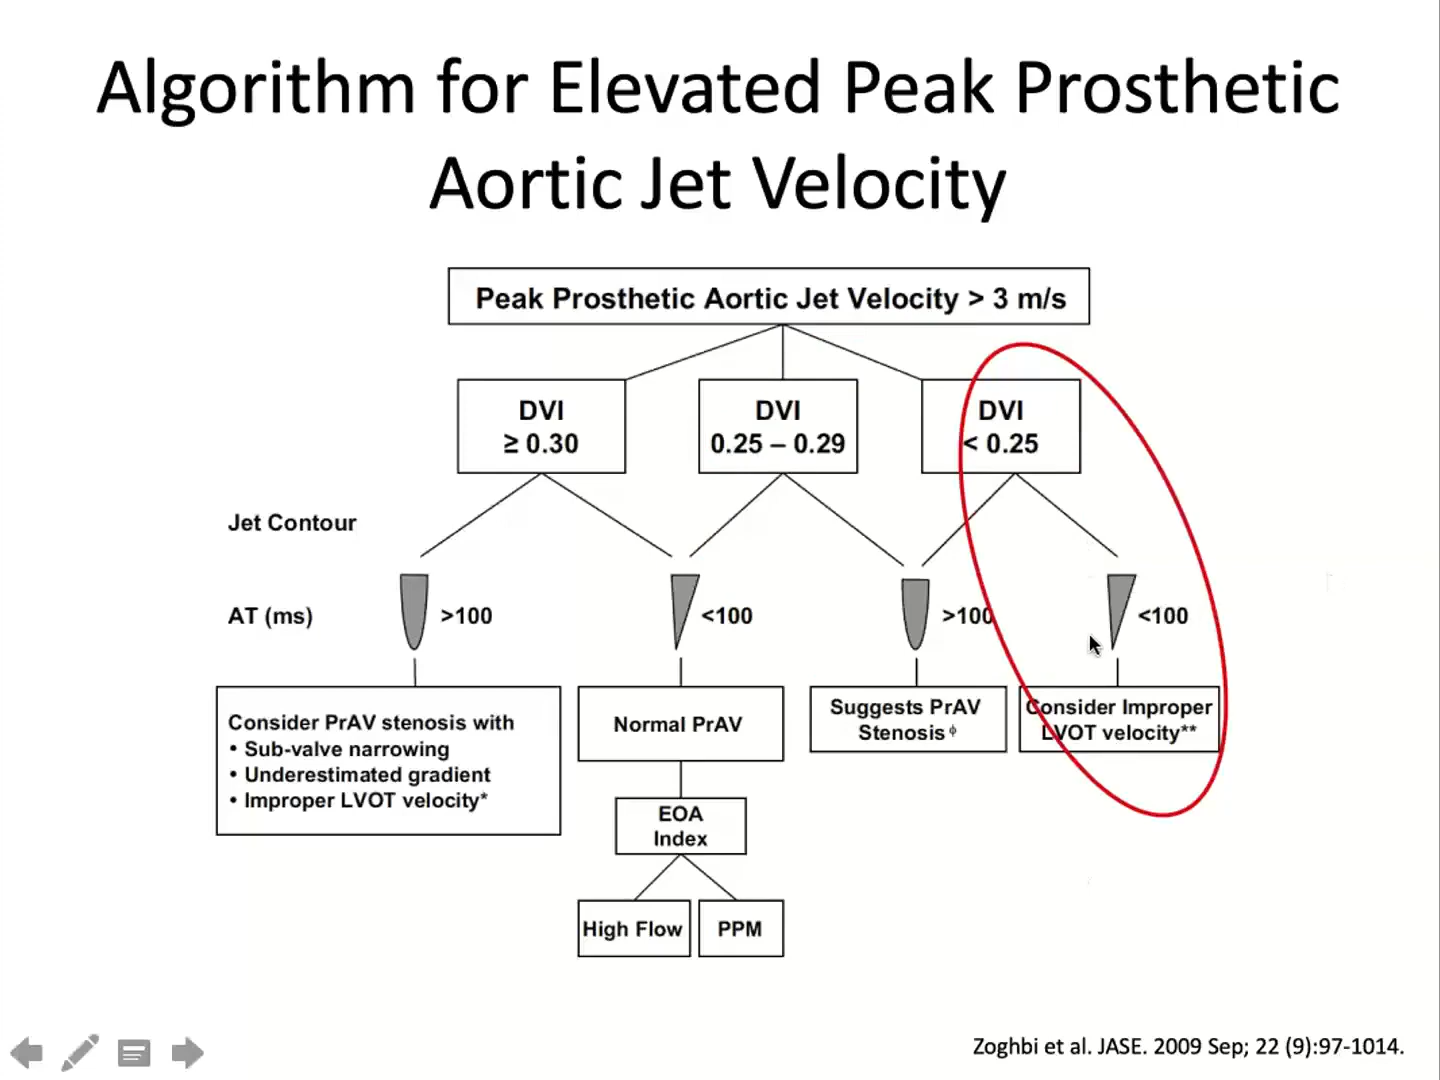 Algorithm for Elevated Peak Prosthetic
Aortic Jet Velocity
Peak Prosthetic Aortic Jet Velocity > 3 m/s
DVI
≥ 0.30
DVI
0.25 – 0.29
DVI
< 0.25
Jet Contour
AT (ms)
>100
<100
>100
<100
Consider PrAV stenosis with
• Sub-valve narrowing
• Underestimated gradient
• Improper LVOT velocity*
Normal PrAV
Suggests PrAV
Stenosis ϕ
Consider Improper
LVOT velocity**
EOA
Index
High Flow
PPM
Zoghbi et al. JASE. 2009 Sep; 22 (9):97-1014.